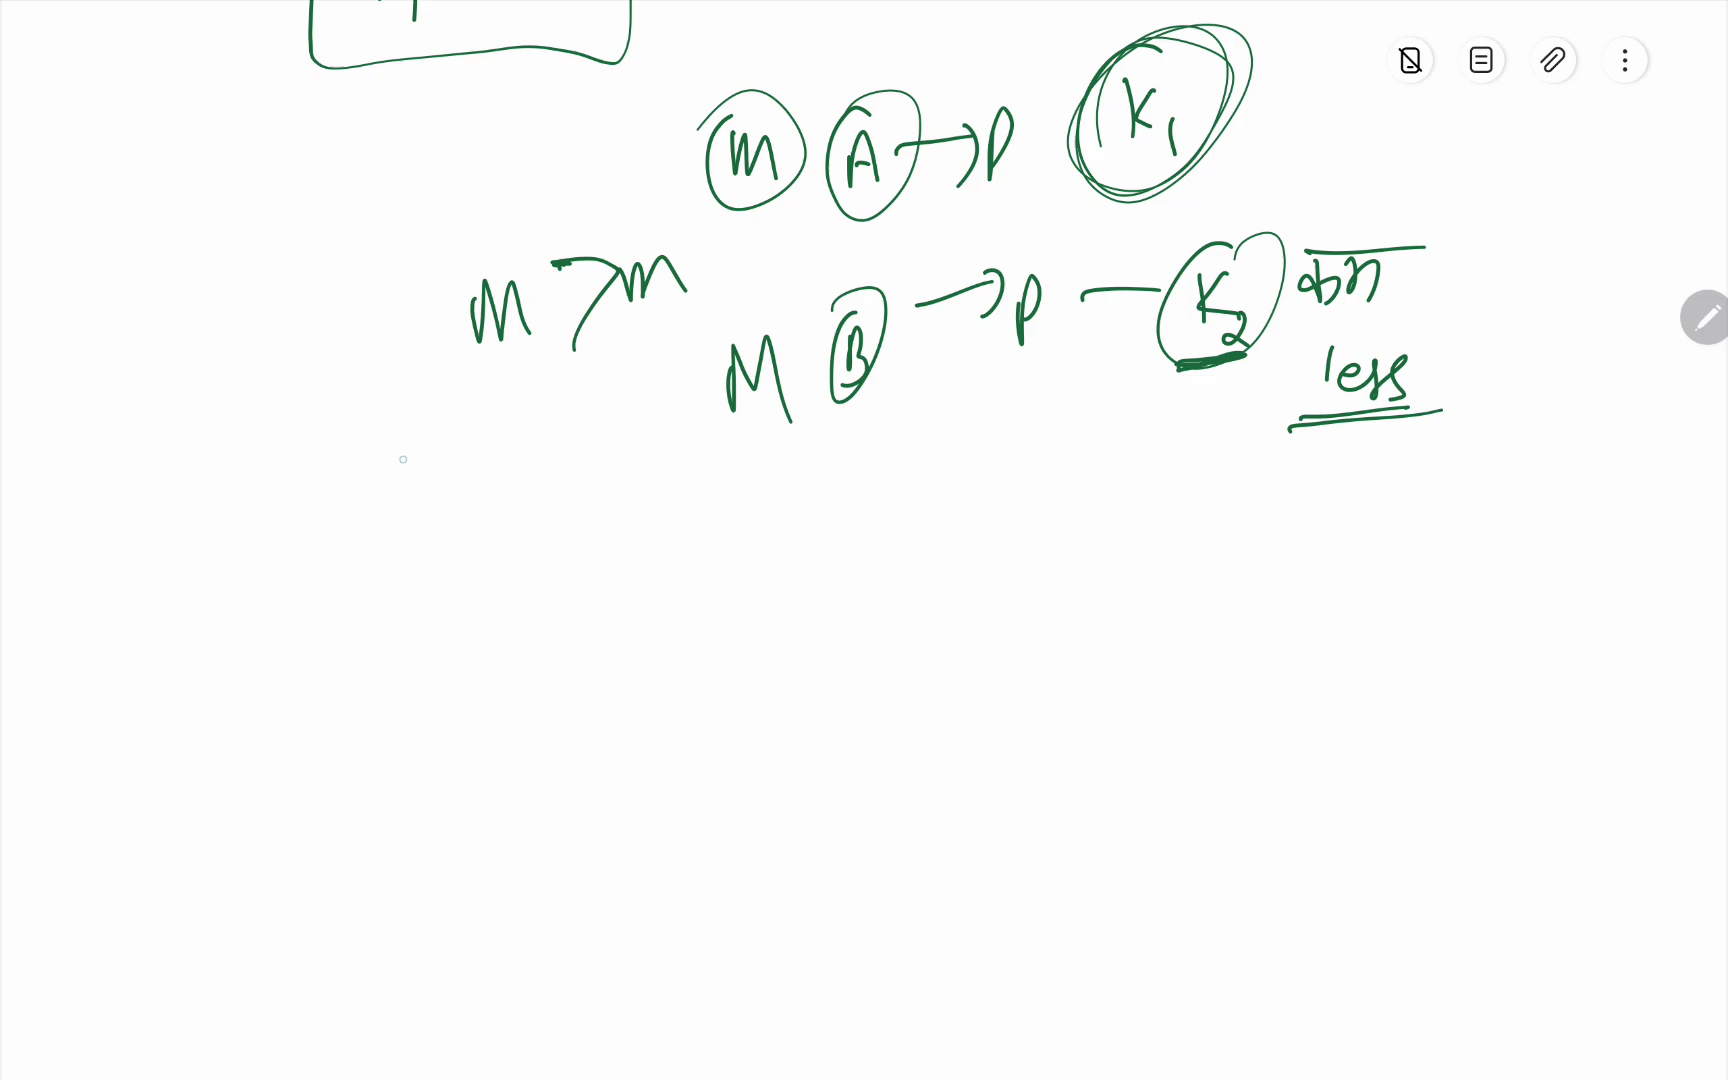 m A → P K1
M > m
B → P — K2 कम
M
less